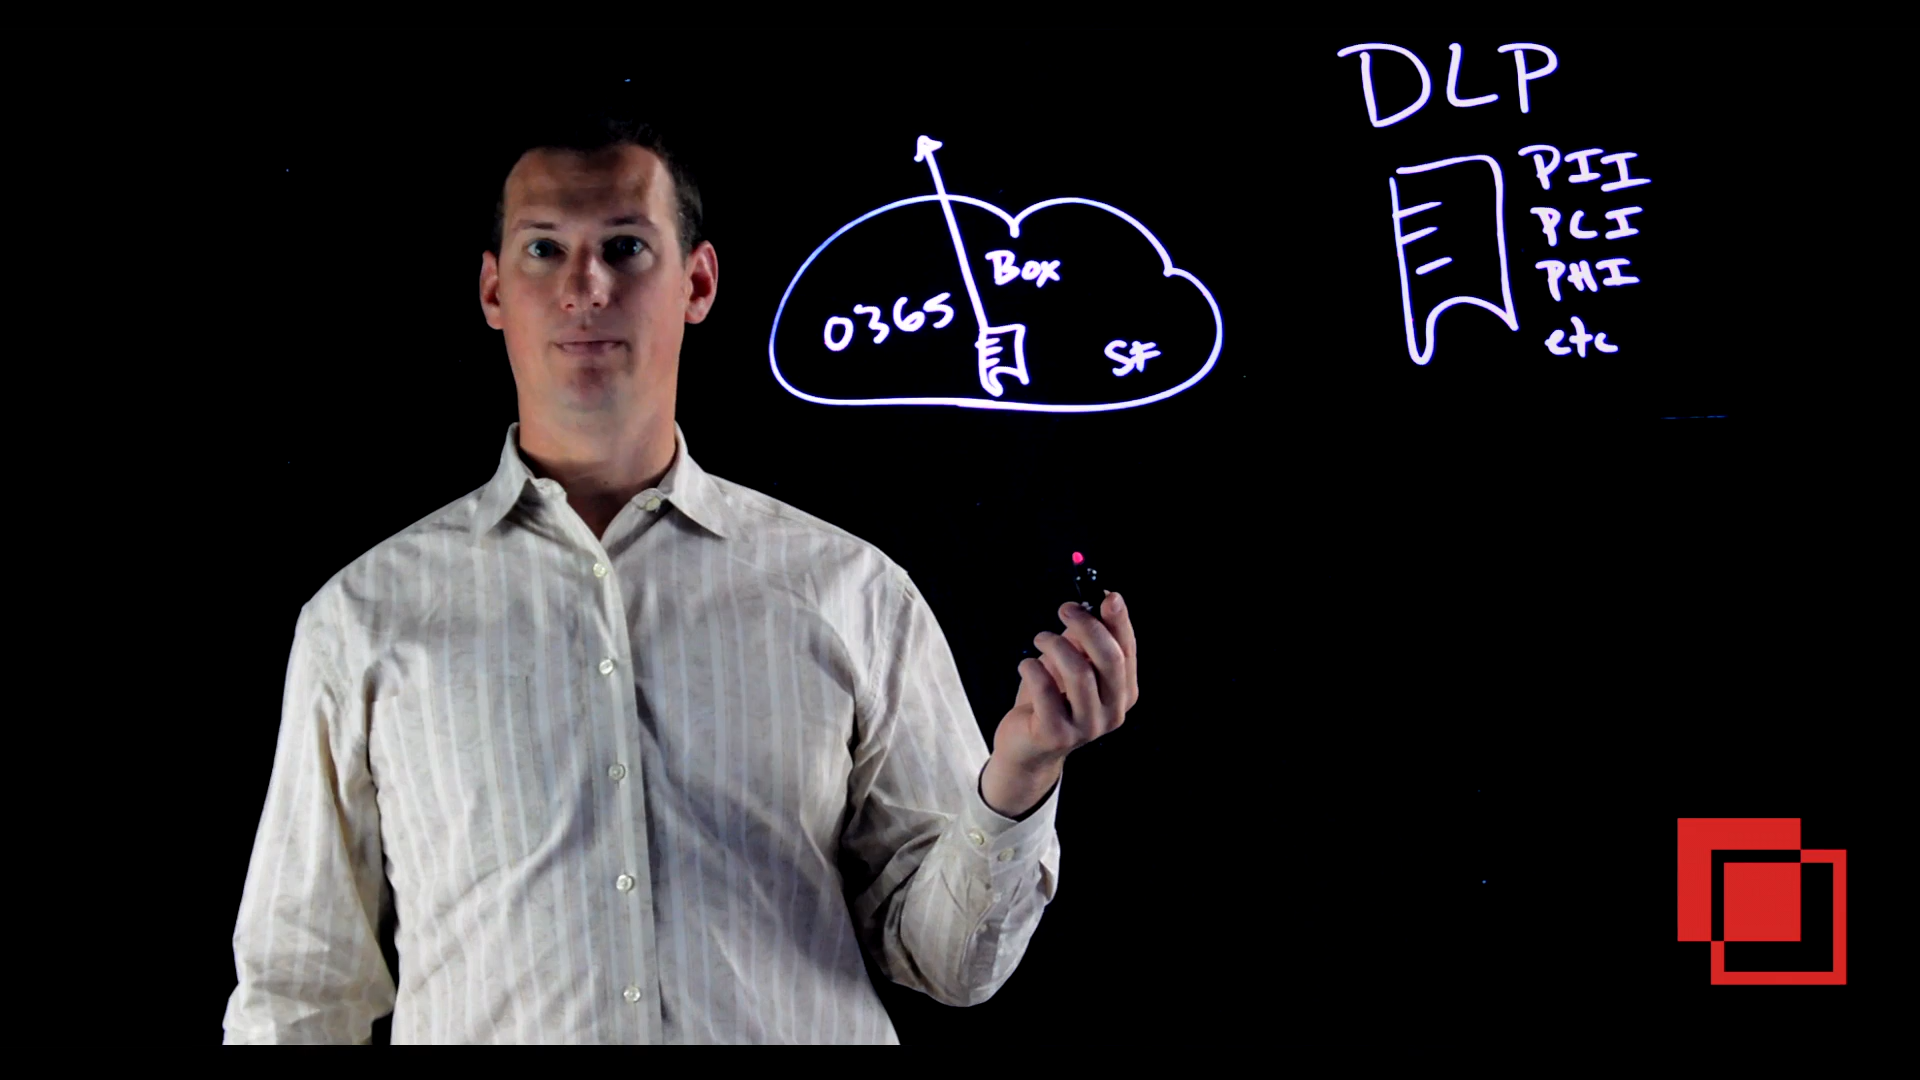 DLP
PII
PCI
PHI
etc
Box
O365
SF